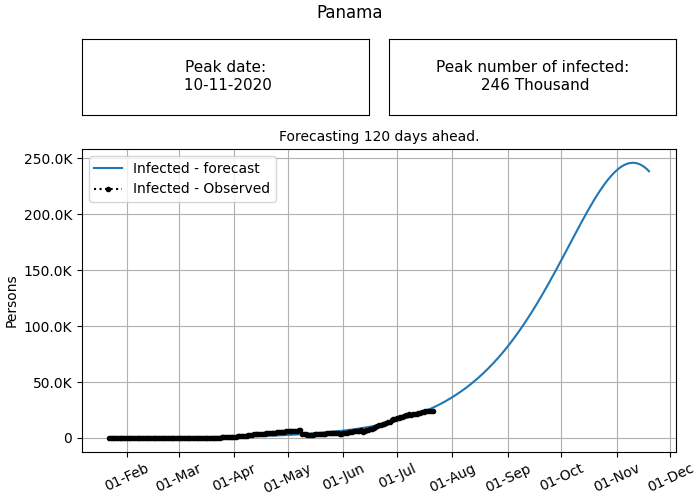 Panama
Peak date:
10-11-2020
Peak number of infected:
246 Thousand
Forecasting 120 days ahead.
Infected - forecast
Infected - Observed
250.0K
200.0K
150.0K
100.0K
50.0K
0
Persons
01-Feb
01-Mar
01-Apr
01-May
01-Jun
01-Jul
01-Aug
01-Sep
01-Oct
01-Nov
01-Dec